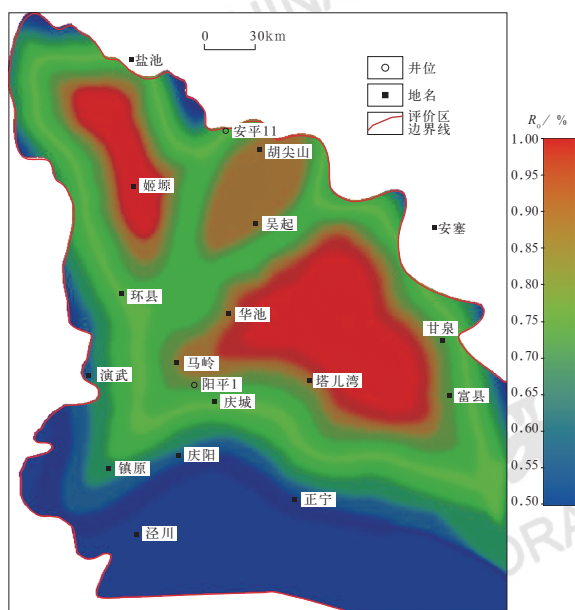 0 30km
盐池
井位
安平11
地名
胡尖山
评价区
边界线
R₀/ %
1.00
0.95
0.90
0.85
0.80
0.75
0.70
0.65
0.60
0.55
0.50
姬塬
吴起
安塞
环县
华池
甘泉
马岭
演武
塔儿湾
阳平1
富县
庆城
庆阳
镇原
正宁
泾川